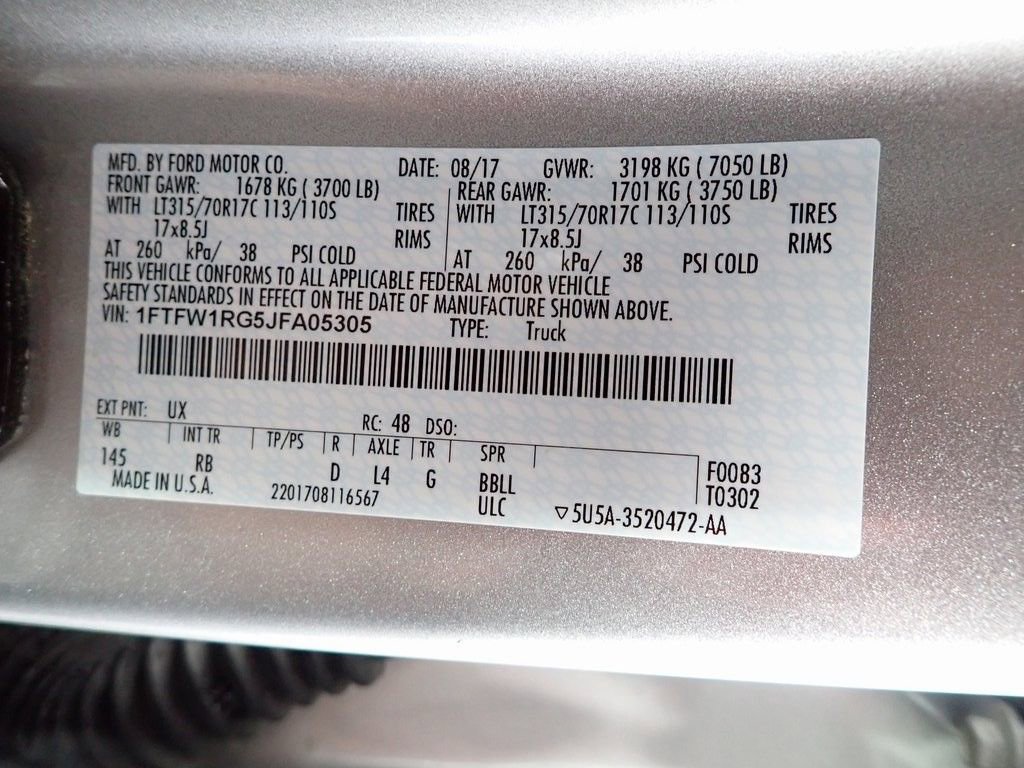 MFD. BY FORD MOTOR CO. DATE: 08/17 GVWR: 3198 KG ( 7050 LB)
FRONT GAWR: 1678 KG ( 3700 LB) REAR GAWR: 1701 KG ( 3750 LB)
WITH LT315/70R17C 113/110S TIRES WITH LT315/70R17C 113/110S TIRES
17x8.5J RIMS 17x8.5J RIMS
AT 260 kPa/ 38 PSI COLD AT 260 kPa/ 38 PSI COLD
THIS VEHICLE CONFORMS TO ALL APPLICABLE FEDERAL MOTOR VEHICLE
SAFETY STANDARDS IN EFFECT ON THE DATE OF MANUFACTURE SHOWN ABOVE.
VIN: 1FTFW1RG5JFA05305 TYPE: Truck
EXT PNT: UX RC: 48 DSO:
WB INT TR TP/PS R AXLE TR SPR
145 RB D L4 G BBLL F0083
MADE IN U.S.A. 2201708116567 ULC T0302
▽5U5A-3520472-AA